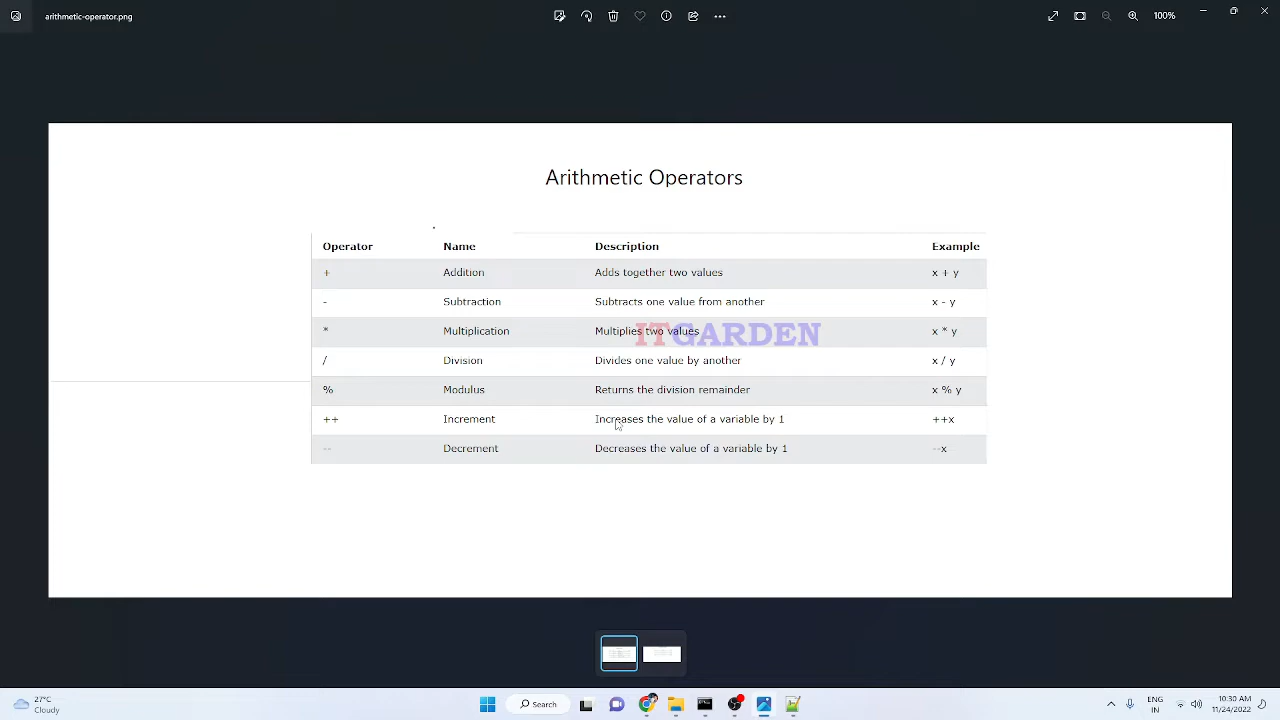 arithmetic-operator.png
100%
Arithmetic Operators
Operator Name Description Example
+ Addition Adds together two values x + y
- Subtraction Subtracts one value from another x - y
* Multiplication Multiplies two values x * y
ITGARDEN
/ Division Divides one value by another x / y
% Modulus Returns the division remainder x % y
++ Increment Increases the value of a variable by 1 ++x
-- Decrement Decreases the value of a variable by 1 --x
27°C
Cloudy
Search
ENG
IN
10:30 AM
11/24/2022